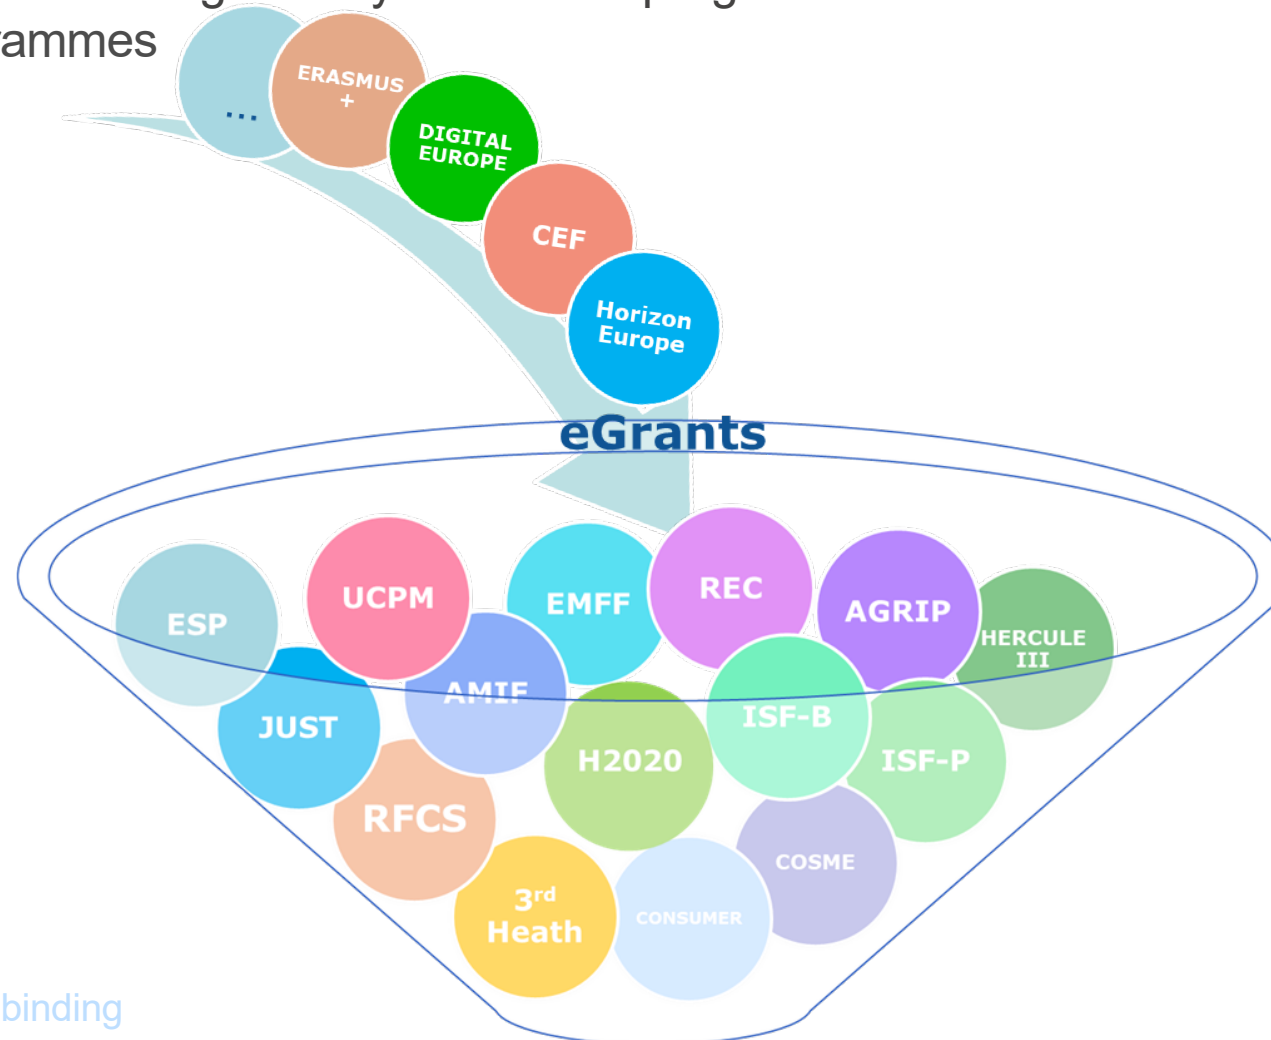 ammes
...
ERASMUS
+
DIGITAL
EUROPE
CEF
Horizon
Europe
eGrants
ESP
UCPM
EMFF
REC
AGRIP
HERCULE
III
JUST
AMIF
H2020
ISF-B
ISF-P
RFCS
COSME
3rd
Heath
CONSUMER
binding